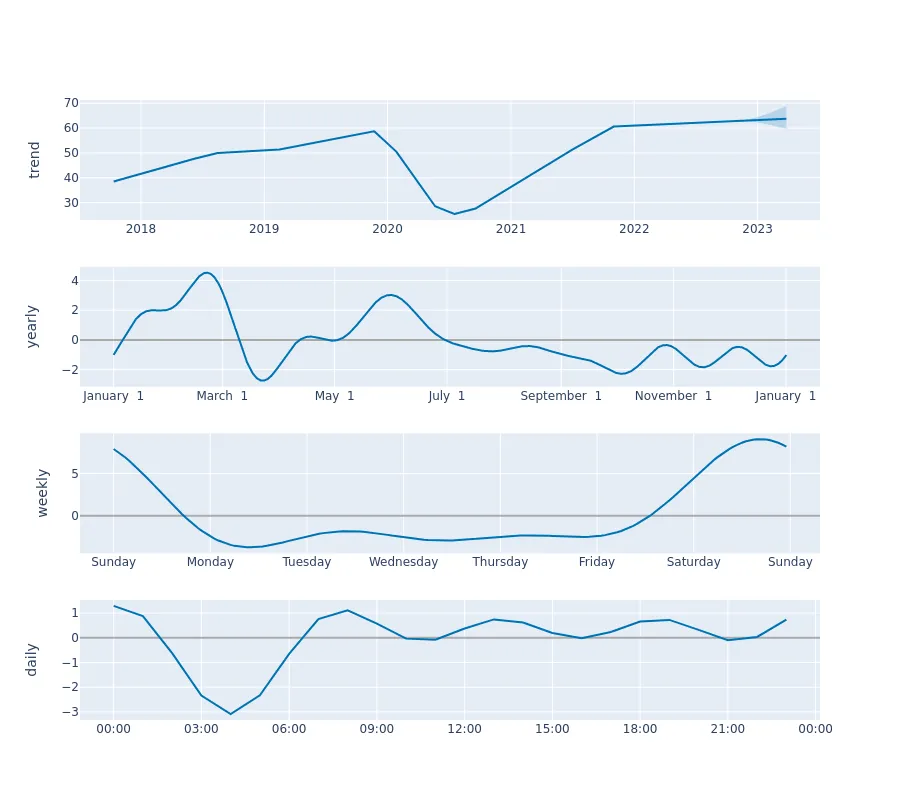 trend
70
60
50
40
30
2018 2019 2020 2021 2022 2023
yearly
4
2
0
−2
January 1 March 1 May 1 July 1 September 1 November 1 January 1
weekly
5
0
Sunday Monday Tuesday Wednesday Thursday Friday Saturday Sunday
daily
1
0
−1
−2
−3
00:00 03:00 06:00 09:00 12:00 15:00 18:00 21:00 00:00